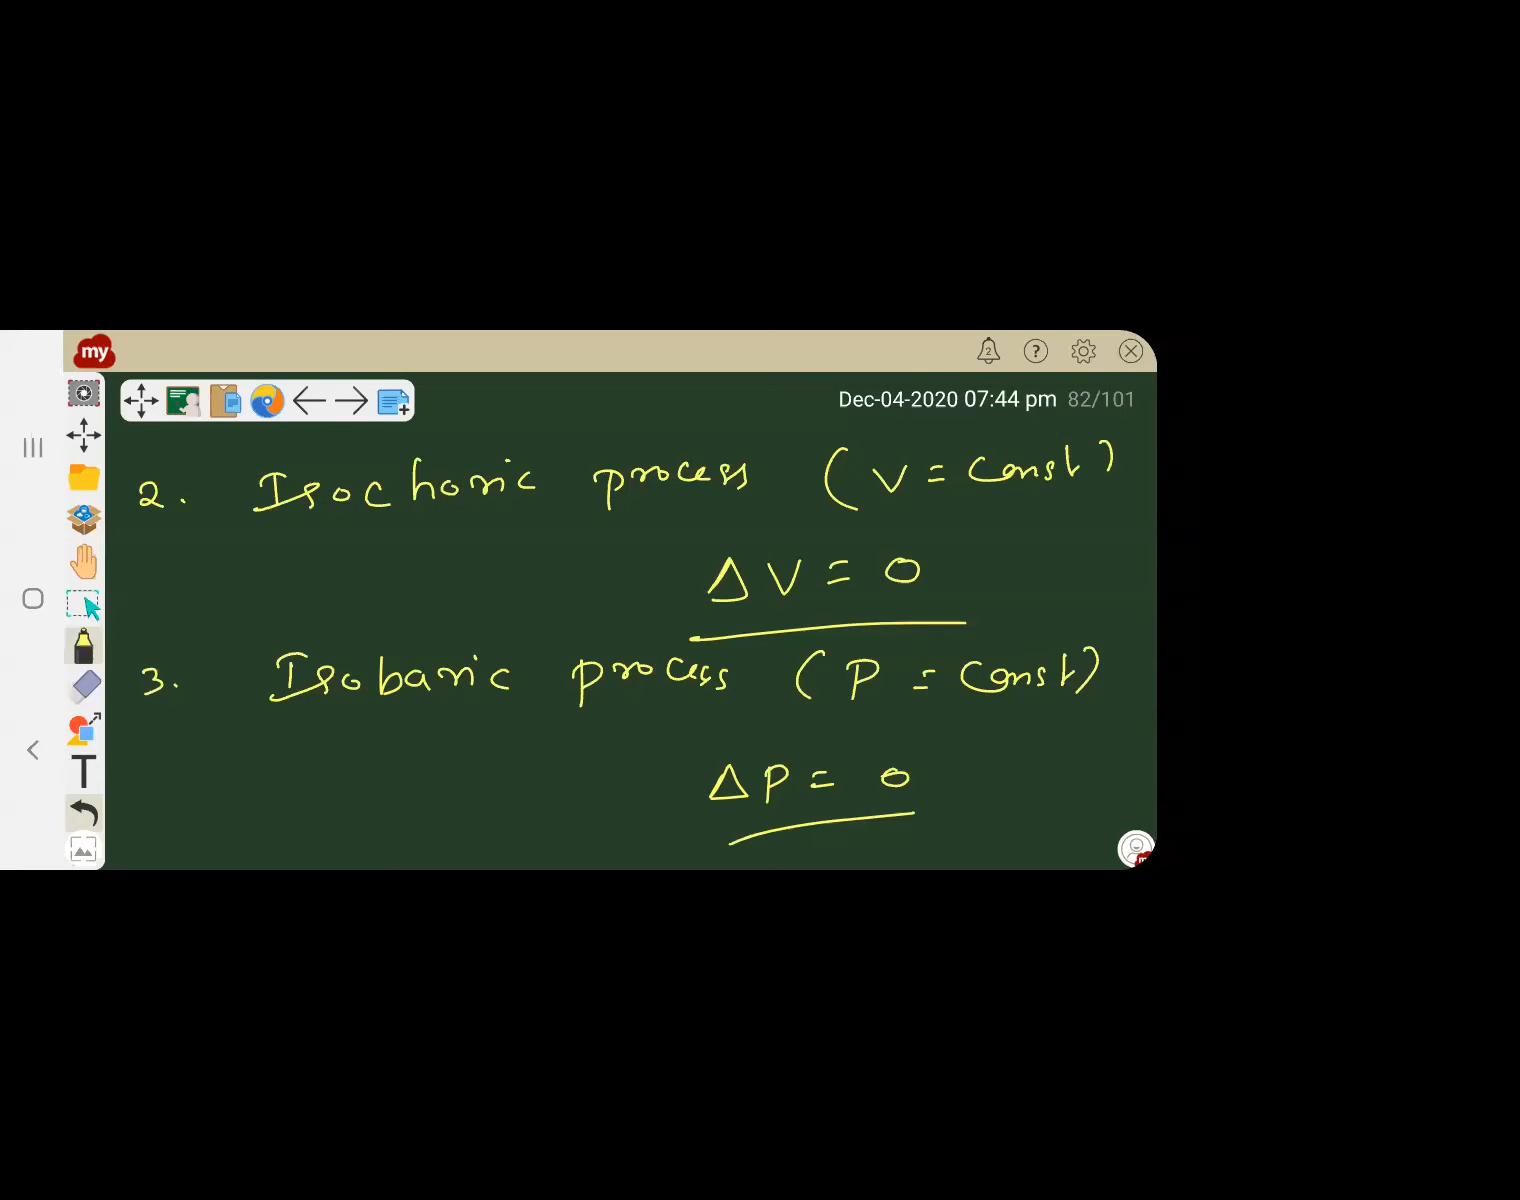 my
2
?
Dec-04-2020 07:44 pm 82/101
2. Isochoric process (V = Const)
ΔV = 0
3. Isobaric process (P = Const)
ΔP = 0
T